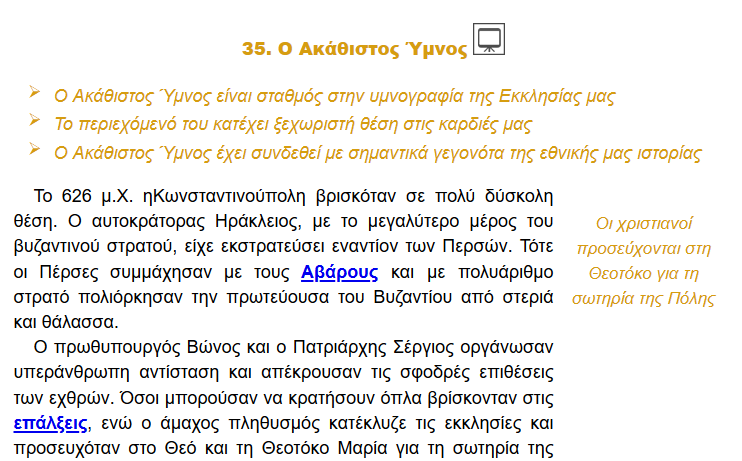 35. Ο Ακάθιστος Ύμνος
Ο Ακάθιστος Ύμνος είναι σταθμός στην υμνογραφία της Εκκλησίας μας
Το περιεχόμενό του κατέχει ξεχωριστή θέση στις καρδιές μας
Ο Ακάθιστος Ύμνος έχει συνδεθεί με σημαντικά γεγονότα της εθνικής μας ιστορίας
Το 626 μ.Χ. ηΚωνσταντινούπολη βρισκόταν σε πολύ δύσκολη
θέση. Ο αυτοκράτορας Ηράκλειος, με το μεγαλύτερο μέρος του
βυζαντινού στρατού, είχε εκστρατεύσει εναντίον των Περσών. Τότε
οι Πέρσες συμμάχησαν με τους Αβάρους και με πολυάριθμο
στρατό πολιόρκησαν την πρωτεύουσα του Βυζαντίου από στεριά
και θάλασσα.
Ο πρωθυπουργός Βώνος και ο Πατριάρχης Σέργιος οργάνωσαν
υπεράνθρωπη αντίσταση και απέκρουσαν τις σφοδρές επιθέσεις
των εχθρών. Όσοι μπορούσαν να κρατήσουν όπλα βρίσκονταν στις
επάλξεις, ενώ ο άμαχος πληθυσμός κατέκλυζε τις εκκλησίες και
προσευχόταν στο Θεό και τη Θεοτόκο Μαρία για τη σωτηρία της
Οι χριστιανοί
προσεύχονται στη
Θεοτόκο για τη
σωτηρία της Πόλης